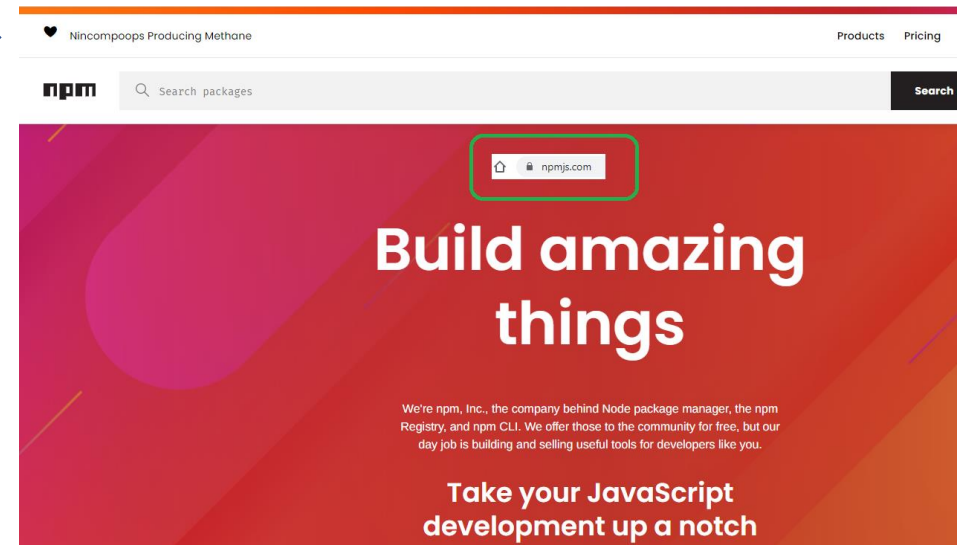 Nincompoops Producing Methane
Products Pricing
npm
Search packages
Search
npmjs.com
Build amazing
things
We're npm, Inc., the company behind Node package manager, the npm
Registry, and npm CLI. We offer those to the community for free, but our
day job is building and selling useful tools for developers like you.
Take your JavaScript
development up a notch